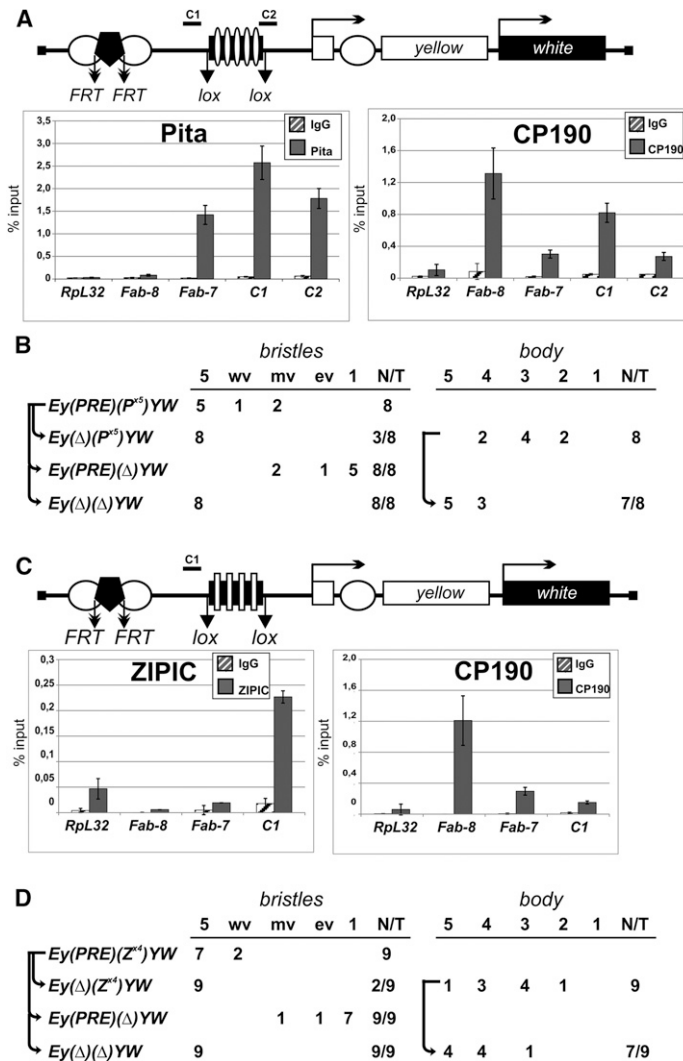 A
C1 C2
yellow white
FRT FRT lox lox
Pita
IgG
Pita
% input
3,5
3,0
2,5
2,0
1,5
1,0
0,5
0
RpL32 Fab-8 Fab-7 C1 C2
CP190
IgG
CP190
% input
2,0
1,6
1,2
0,8
0,4
0
RpL32 Fab-8 Fab-7 C1 C2
B
bristles body
5 wv mv ev 1 N/T 5 4 3 2 1 N/T
Ey(PRE)(Pˣ⁵)YW 5 1 2 8
Ey(Δ)(Pˣ⁵)YW 8 3/8 2 4 2 8
Ey(PRE)(Δ)YW 2 1 5 8/8
Ey(Δ)(Δ)YW 8 8/8 5 3 7/8
C
C1
yellow white
FRT FRT lox lox
ZIPIC
IgG
ZIPIC
% input
0,3
0,25
0,2
0,15
0,1
0,05
0
RpL32 Fab-8 Fab-7 C1
CP190
IgG
CP190
% input
2,0
1,6
1,2
0,8
0,4
0
RpL32 Fab-8 Fab-7 C1
D
bristles body
5 wv mv ev 1 N/T 5 4 3 2 1 N/T
Ey(PRE)(Zˣ⁴)YW 7 2 9
Ey(Δ)(Zˣ⁴)YW 9 2/9 1 3 4 1 9
Ey(PRE)(Δ)YW 1 1 7 9/9
Ey(Δ)(Δ)YW 9 9/9 4 4 1 7/9